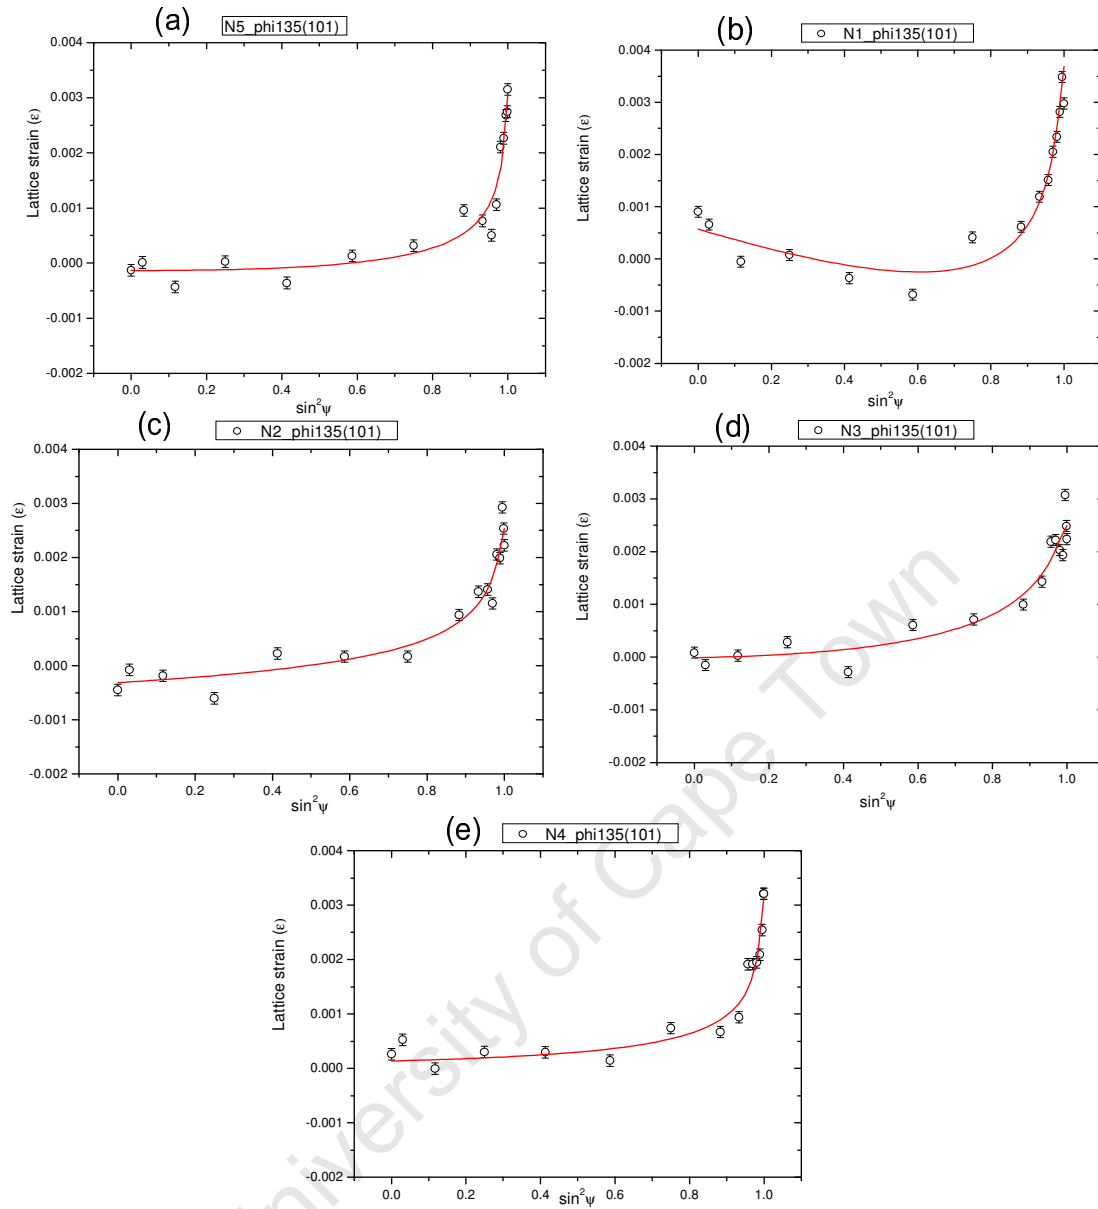 (a)
N5_phi135(101)
0.004
0.003
0.002
0.001
0.000
-0.001
-0.002
Lattice strain (ε)
0.0 0.2 0.4 0.6 0.8 1.0
sin²ψ
(b)
N1_phi135(101)
0.004
0.003
0.002
0.001
0.000
-0.001
-0.002
Lattice strain (ε)
0.0 0.2 0.4 0.6 0.8 1.0
sin²ψ
(c)
N2_phi135(101)
0.004
0.003
0.002
0.001
0.000
-0.001
-0.002
Lattice strain (ε)
0.0 0.2 0.4 0.6 0.8 1.0
sin²ψ
(d)
N3_phi135(101)
0.004
0.003
0.002
0.001
0.000
-0.001
-0.002
Lattice strain (ε)
0.0 0.2 0.4 0.6 0.8 1.0
sin²ψ
(e)
N4_phi135(101)
0.004
0.003
0.002
0.001
0.000
-0.001
-0.002
Lattice strain (ε)
0.0 0.2 0.4 0.6 0.8 1.0
sin²ψ
University of Cape Town